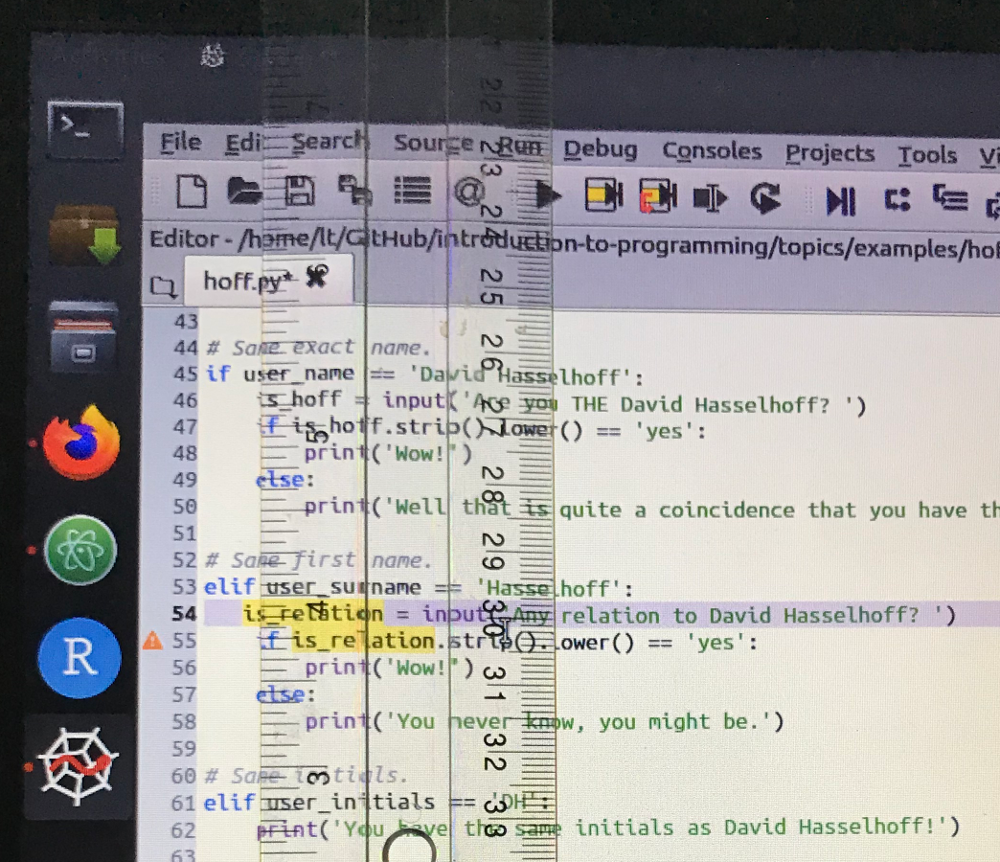 >_
File Edit Search Source Run Debug Consoles Projects Tools Vi
Editor - /home/lt/GitHub/introduction-to-programming/topics/examples/hof
hoff.py*
43
44 # Same exact name.
45 if user_name == 'David Hasselhoff':
46 is_hoff = input('Are you THE David Hasselhoff? ')
47 if is_hoff.strip().lower() == 'yes':
48 print('Wow!')
49 else:
50 print('Well that is quite a coincidence that you have th
51
52 # Same first name.
53 elif user_surname == 'Hasselhoff':
54 is_relation = input('Any relation to David Hasselhoff? ')
55 if is_relation.strip().lower() == 'yes':
56 print('Wow!')
57 else:
58 print('You never know, you might be.')
59
60 # Same initials.
61 elif user_initials == 'DH':
62 print('You have the same initials as David Hasselhoff!')
63
R
22 23 24 25 26 27 28 29 30 31 32 33
5 4 3